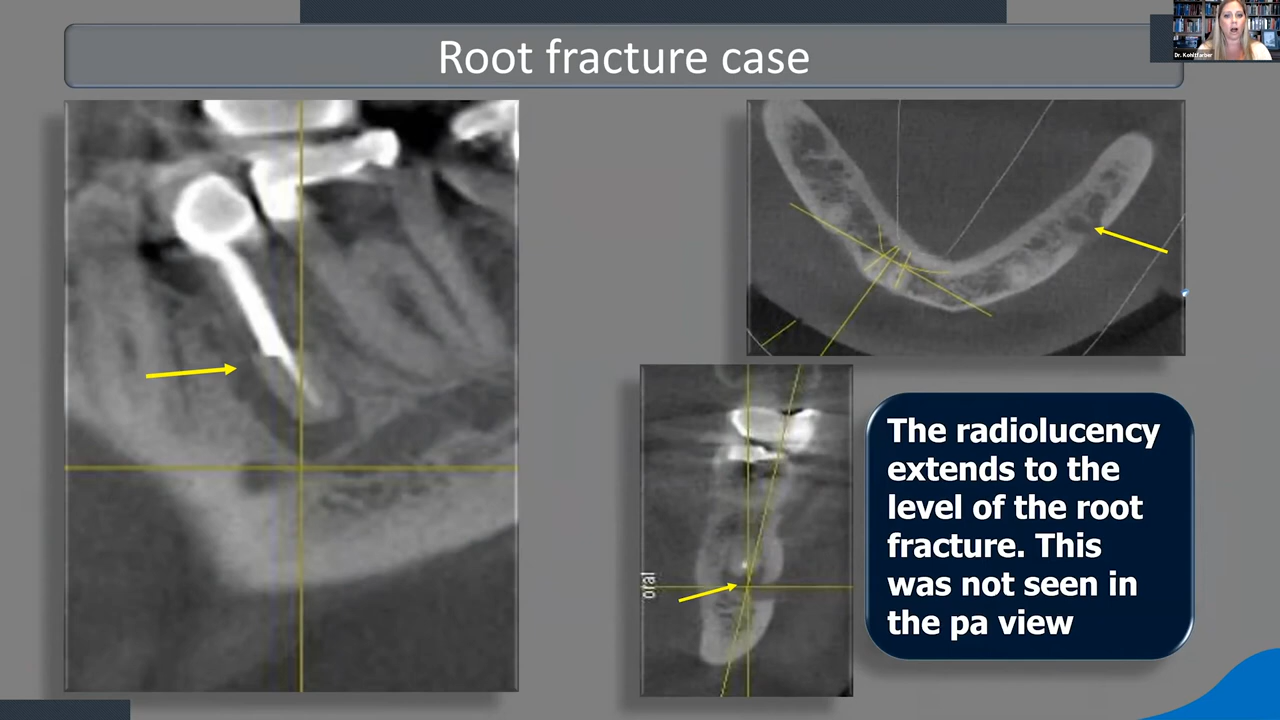 Root fracture case
Dr. Kohltfarber
oral
The radiolucency
extends to the
level of the root
fracture. This
was not seen in
the pa view